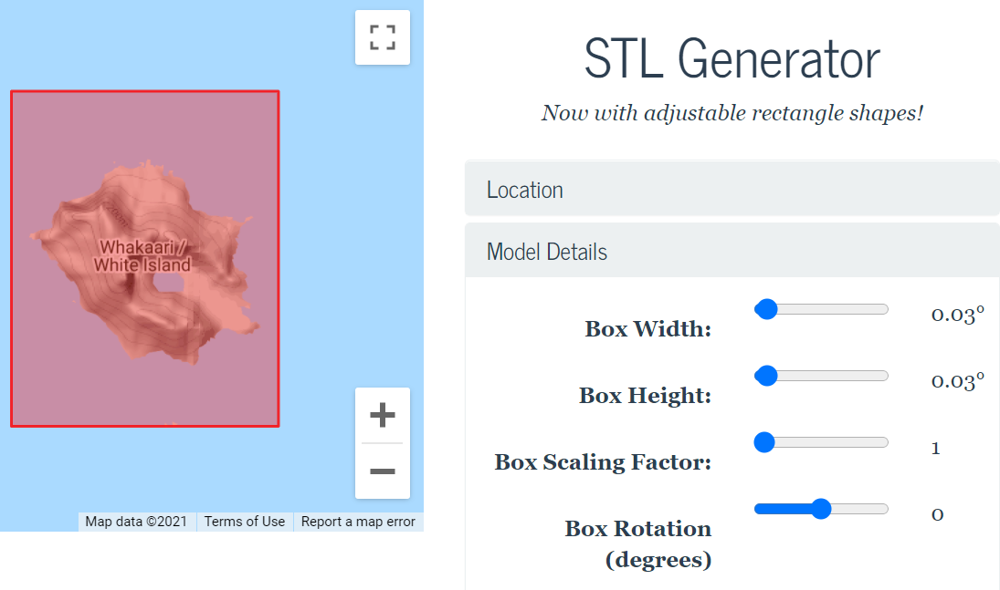 Whakaari /
White Island
Map data ©2021
Terms of Use
Report a map error
STL Generator
Now with adjustable rectangle shapes!
Location
Model Details
Box Width:
0.03°
Box Height:
0.03°
Box Scaling Factor:
1
Box Rotation
(degrees)
0